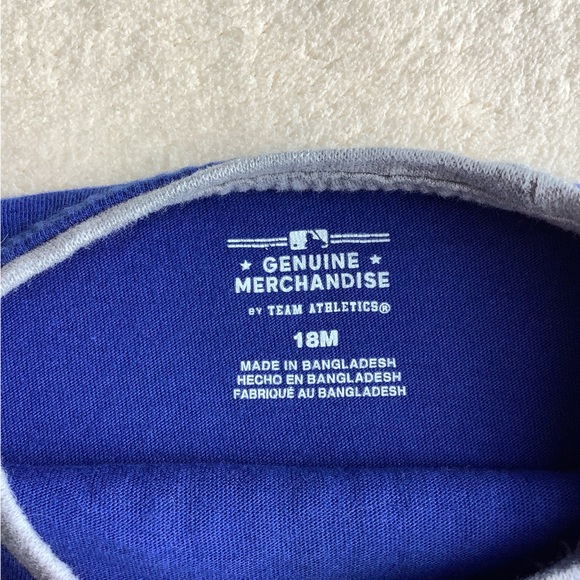 ★ GENUINE ★
MERCHANDISE
BY TEAM ATHLETICS®
18M
MADE IN BANGLADESH
HECHO EN BANGLADESH
FABRIQUÉ AU BANGLADESH